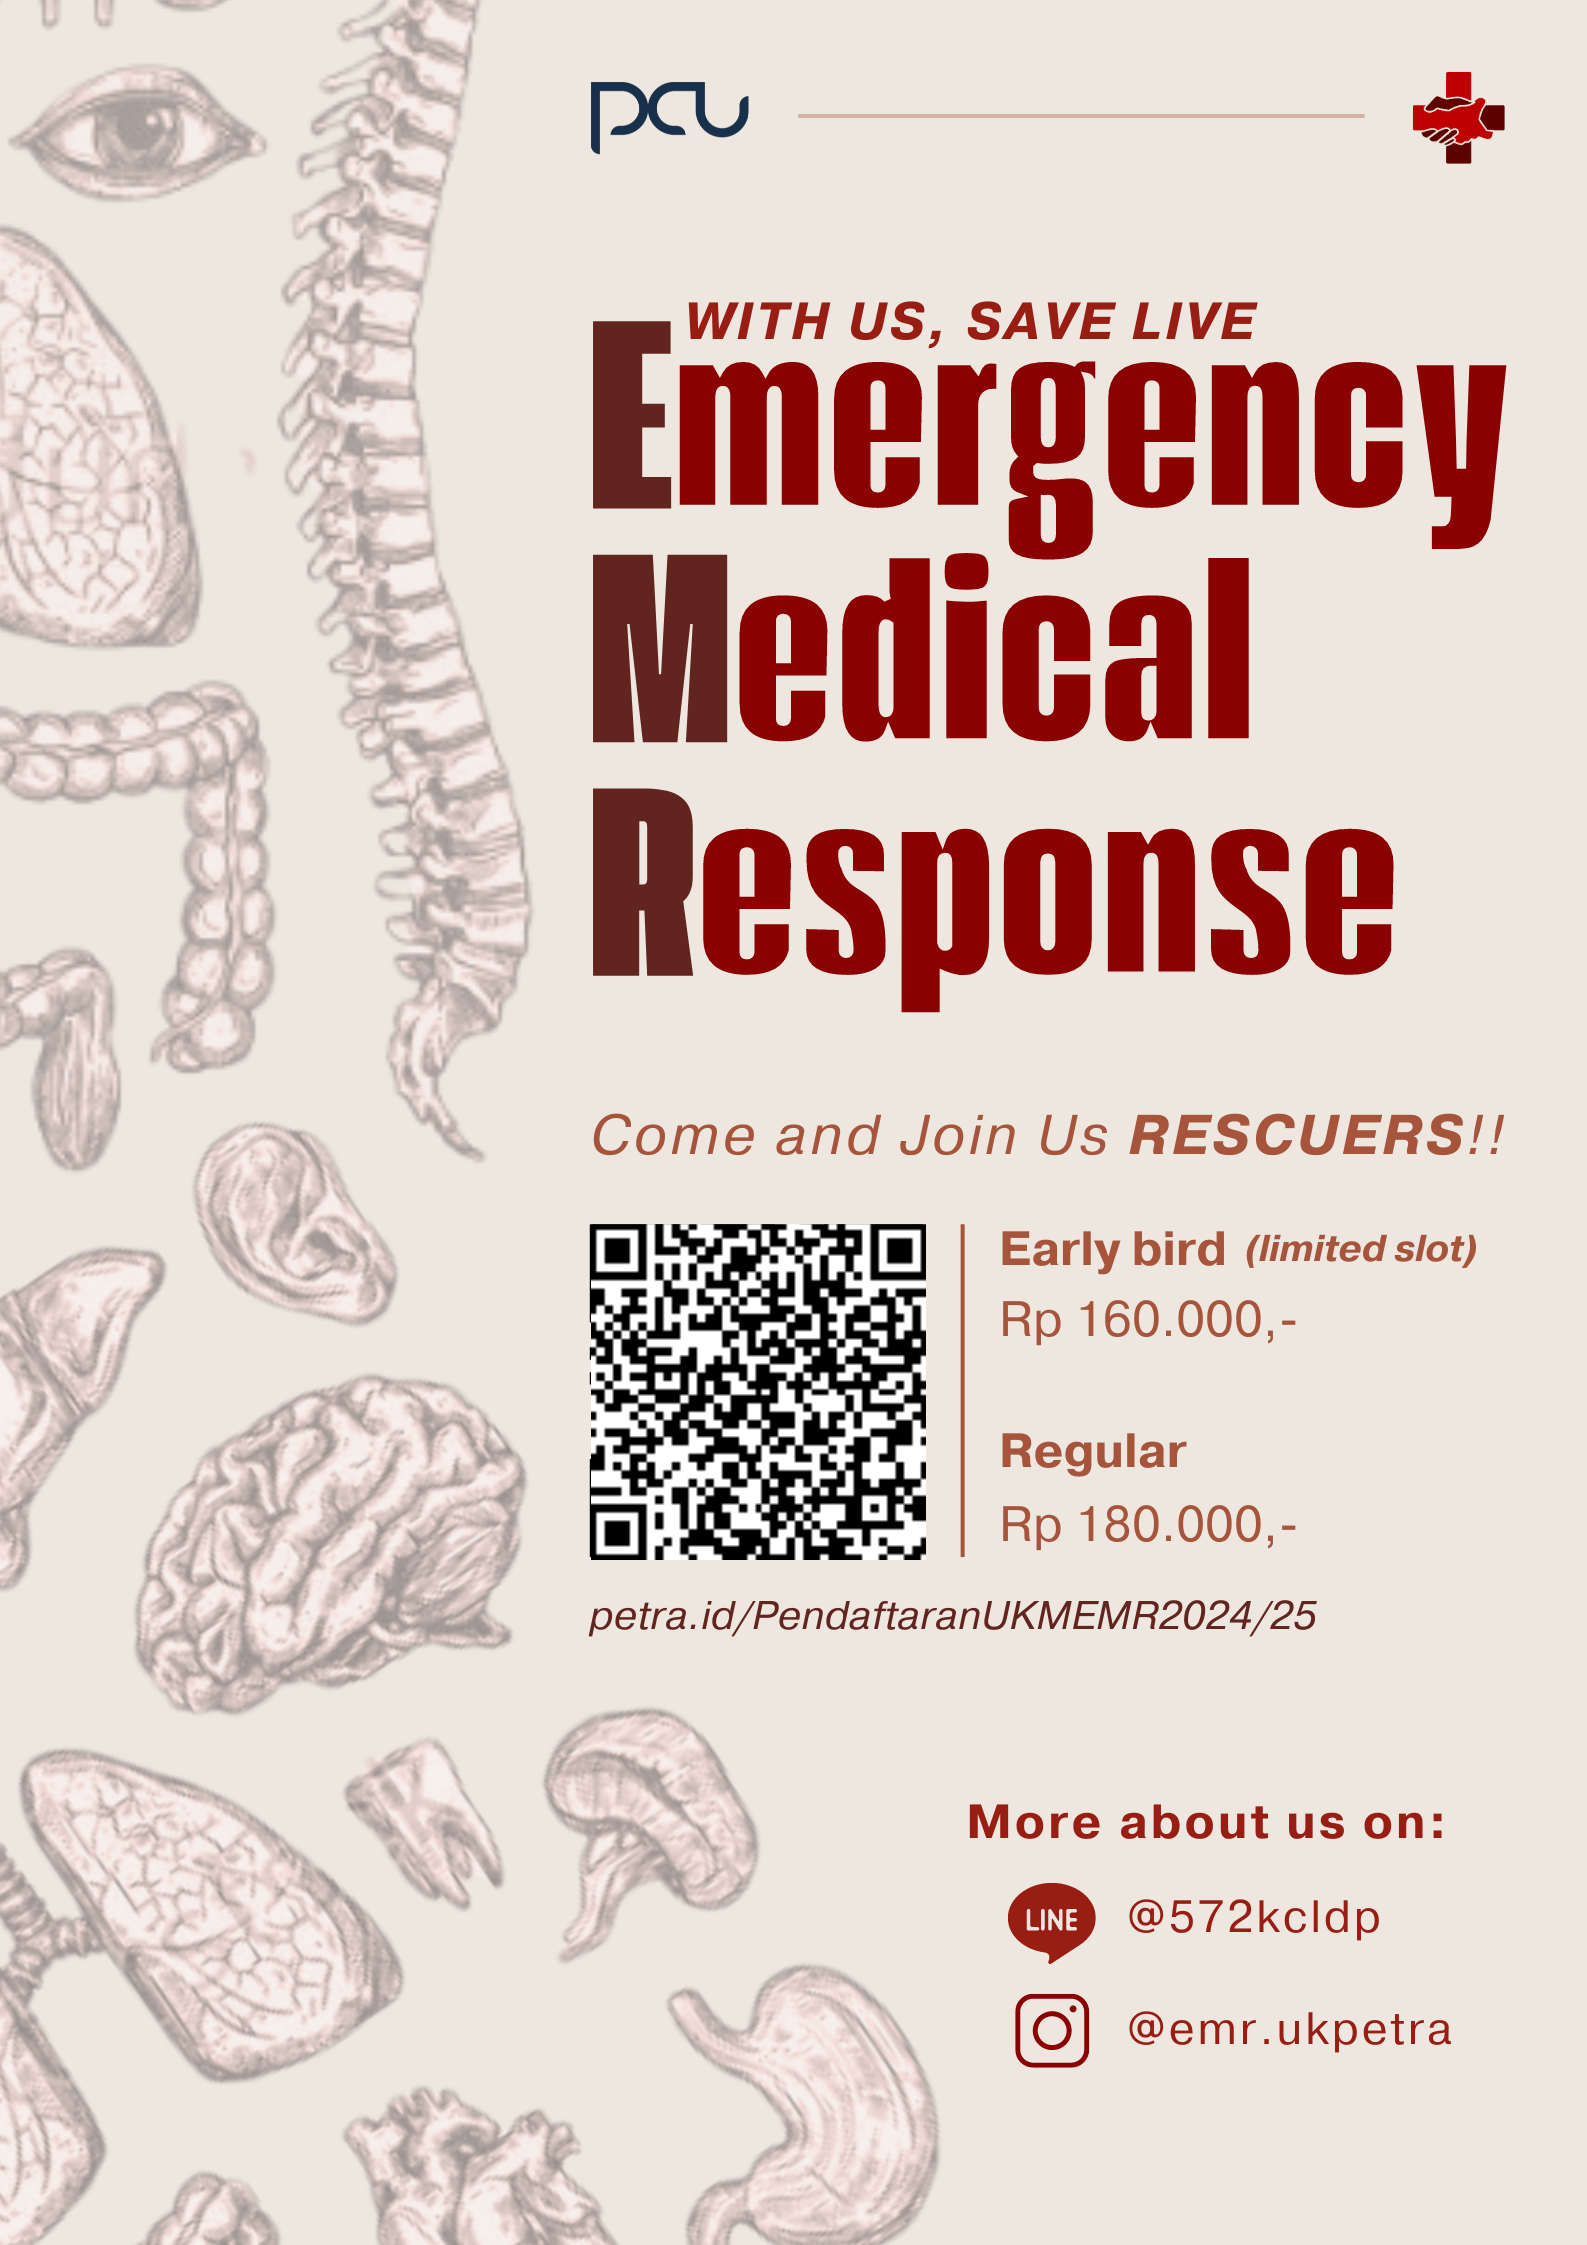 pcu
WITH US, SAVE LIVE
Emergency
Medical
Response
Come and Join Us RESCUERS!!
Early bird (limited slot)
Rp 160.000,-
Regular
Rp 180.000,-
petra.id/PendaftaranUKMEMR2024/25
More about us on:
LINE @572kcldp
@emr.ukpetra